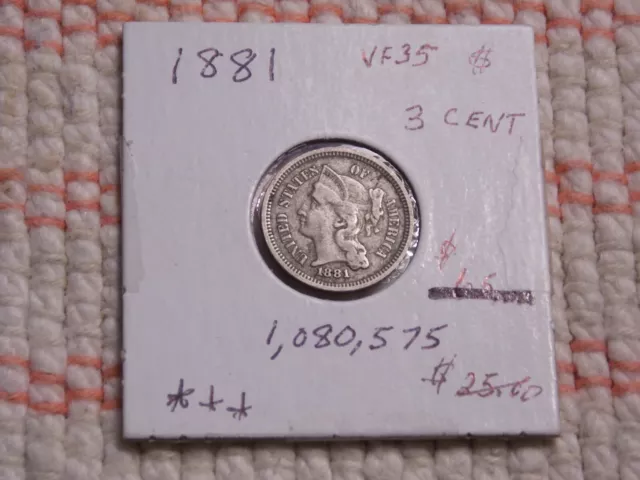 1881 VF35 $
3 CENT
UNITED STATES OF AMERICA
1881
$
1,080,575
$ 25.00
***